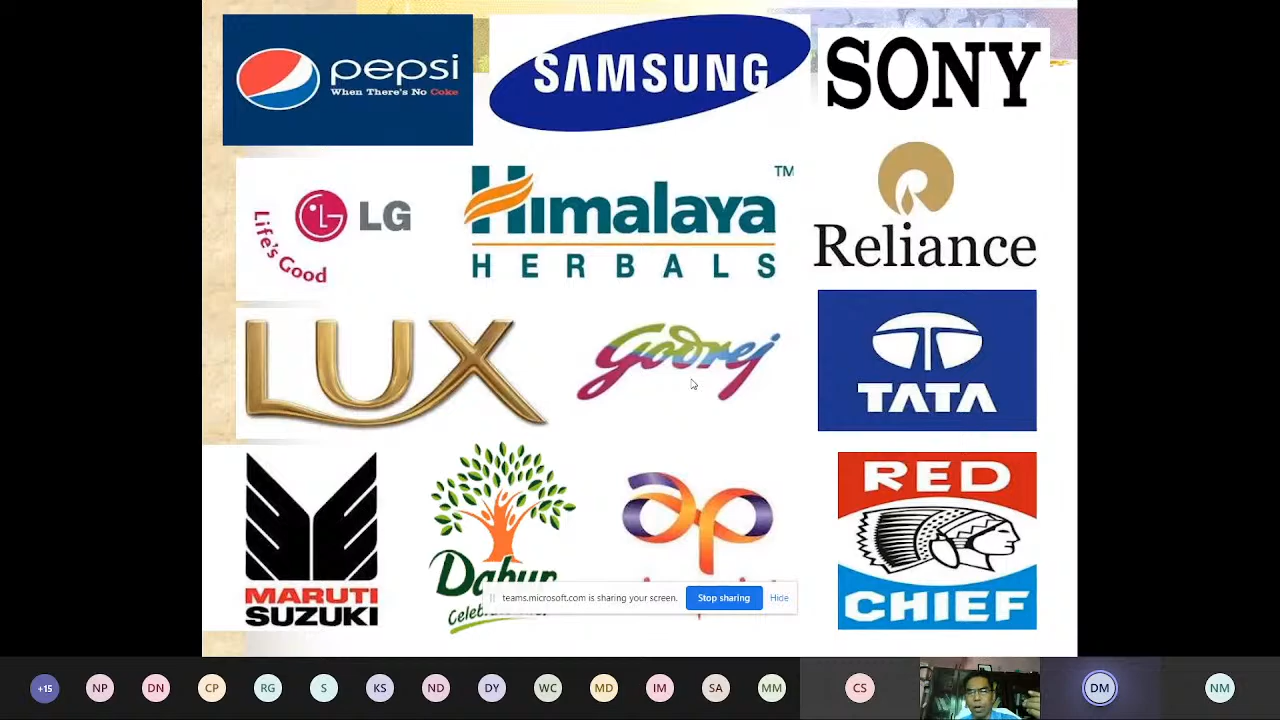 pepsi
When There's No Coke
SAMSUNG
SONY
Life's Good
LG
Himalaya
TM
HERBALS
Reliance
LUX
Godrej
TATA
TATA
MARUTI
SUZUKI
Dabur
ap
RED
CHIEF
teams.microsoft.com is sharing your screen.
Stop sharing
Hide
+15
NP
DN
CP
RG
S
KS
ND
DY
WC
MD
IM
SA
MM
CS
DM
NM